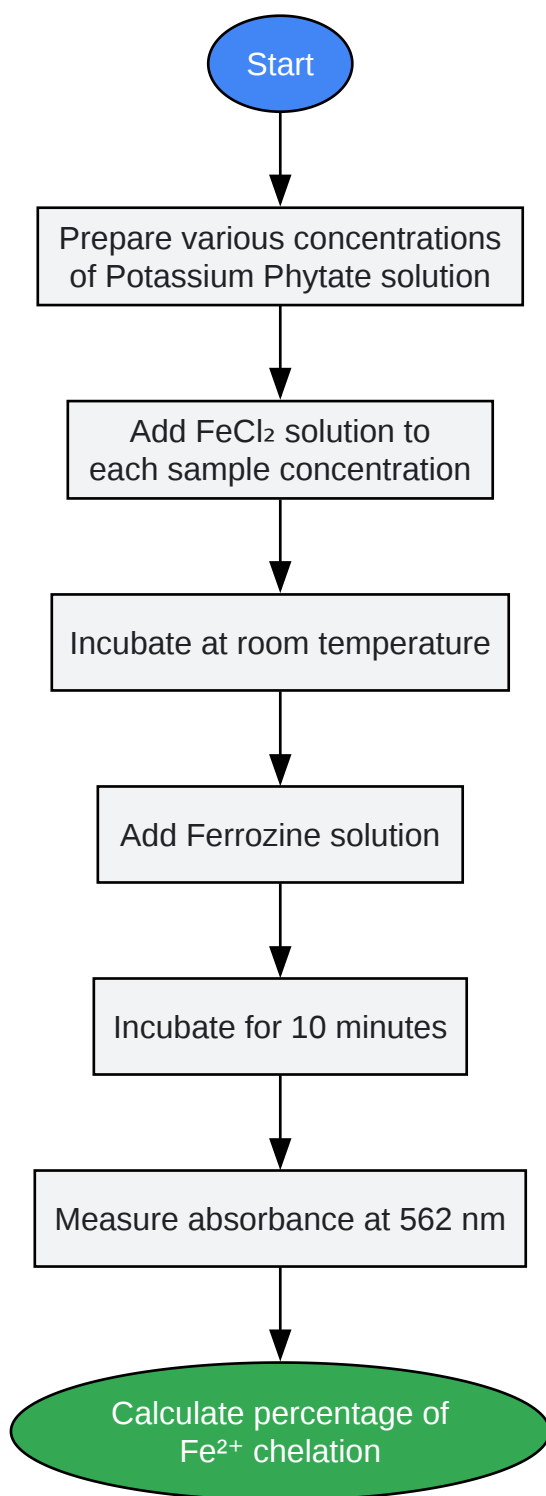 Start
Prepare various concentrations
of Potassium Phytate solution
Add FeCl₂ solution to
each sample concentration
Incubate at room temperature
Add Ferrozine solution
Incubate for 10 minutes
Measure absorbance at 562 nm
Calculate percentage of
Fe²⁺ chelation